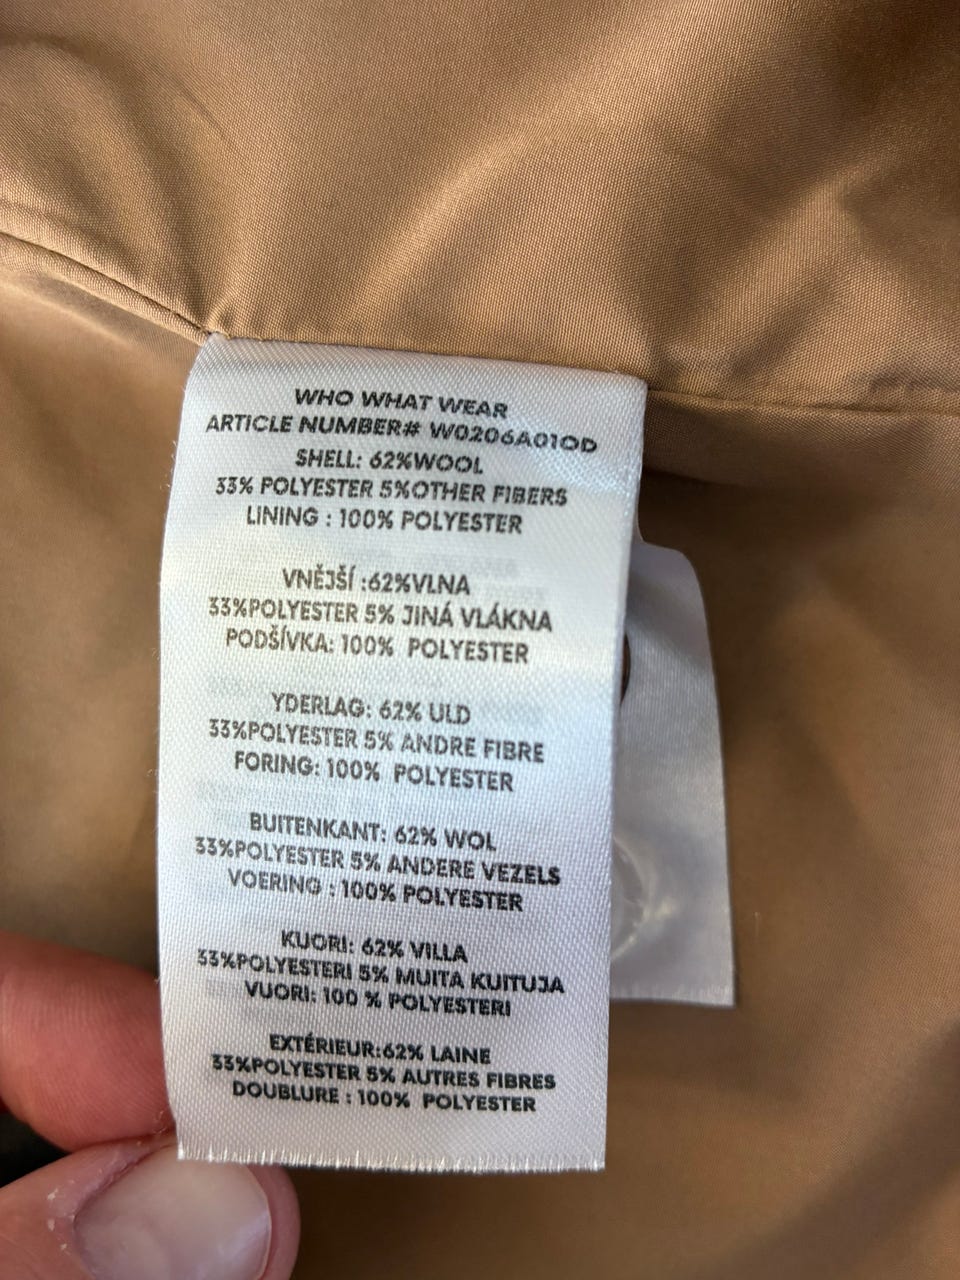 WHO WHAT WEAR
ARTICLE NUMBER# W0206A01OD
SHELL: 62%WOOL
33% POLYESTER 5%OTHER FIBERS
LINING : 100% POLYESTER
VNĚJŠÍ :62%VLNA
33%POLYESTER 5% JINÁ VLÁKNA
PODŠÍVKA: 100% POLYESTER
YDERLAG: 62% ULD
33%POLYESTER 5% ANDRE FIBRE
FORING: 100% POLYESTER
BUITENKANT: 62% WOL
33%POLYESTER 5% ANDERE VEZELS
VOERING : 100% POLYESTER
KUORI: 62% VILLA
33%POLYESTERI 5% MUITA KUITUJA
VUORI: 100 % POLYESTERI
EXTÉRIEUR:62% LAINE
33%POLYESTER 5% AUTRES FIBRES
DOUBLURE : 100% POLYESTER